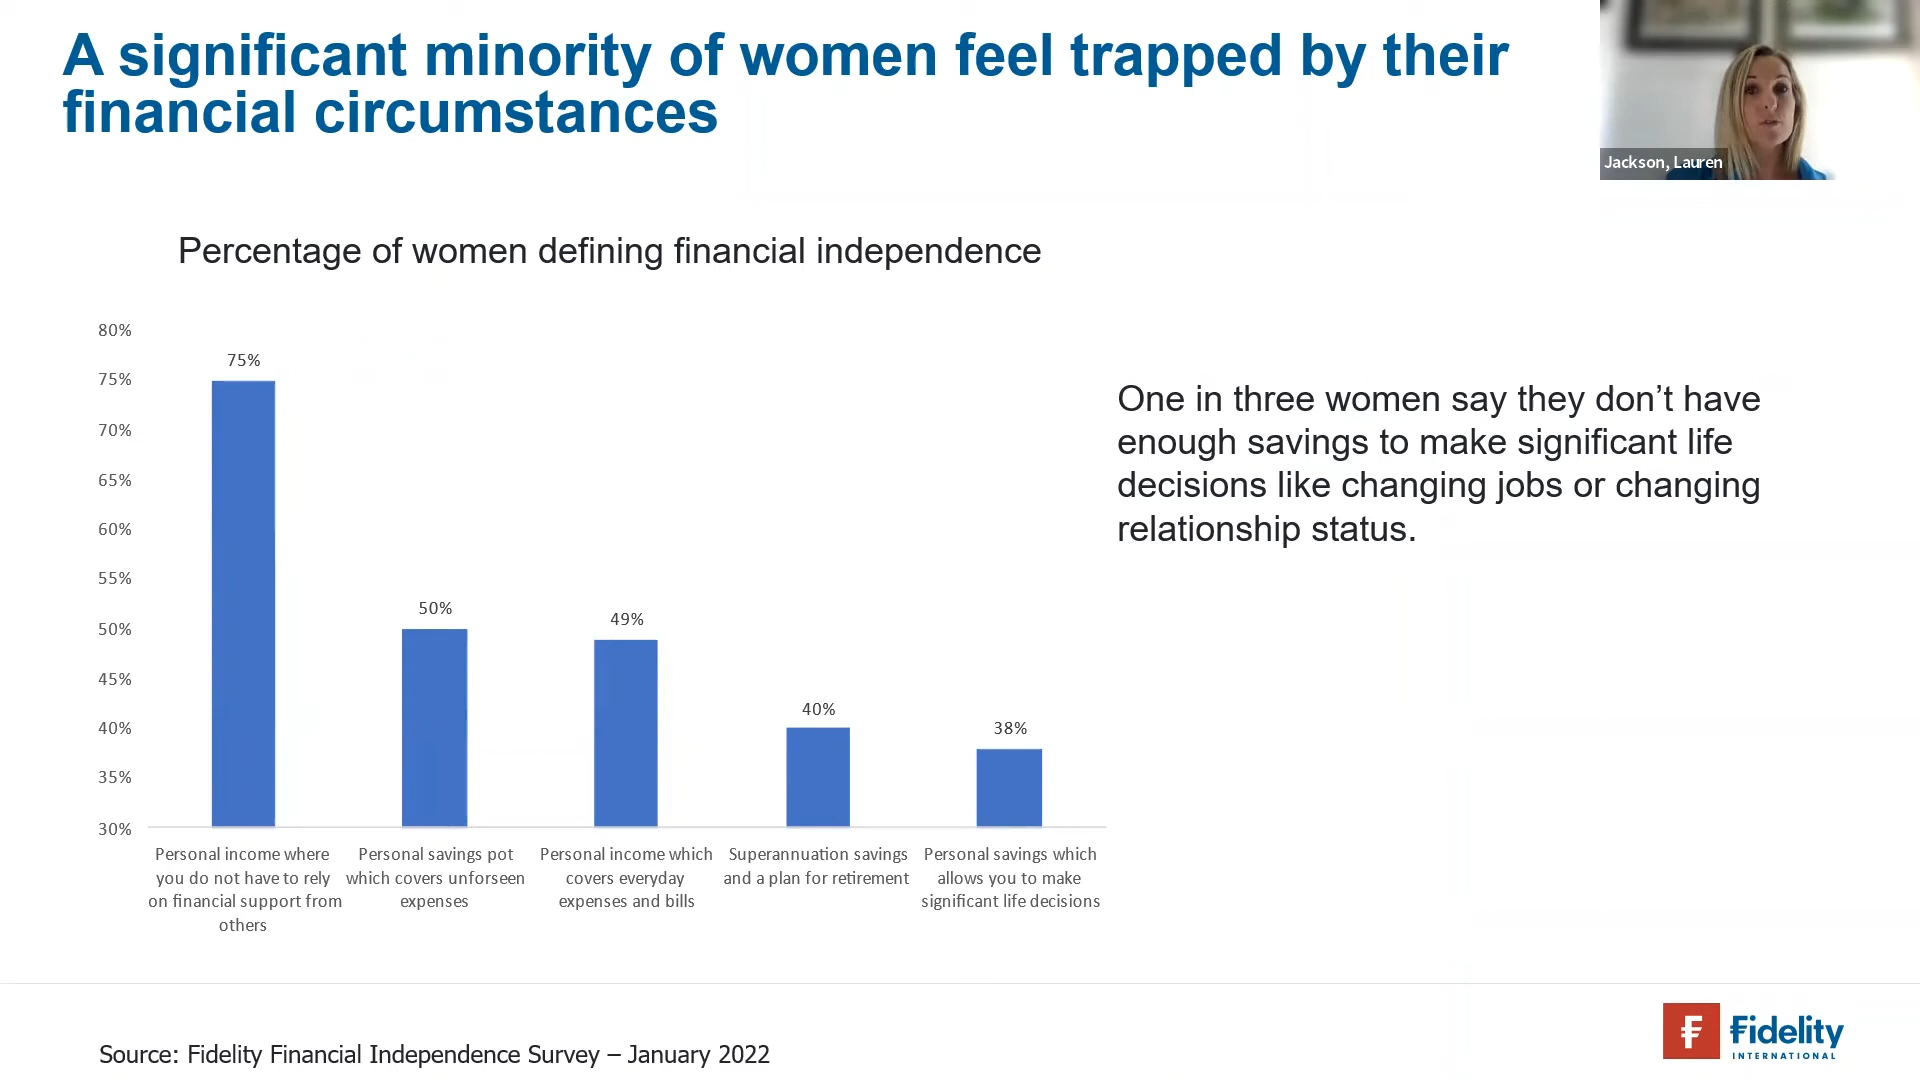 A significant minority of women feel trapped by their
financial circumstances
Jackson, Lauren
Percentage of women defining financial independence
80%
75%
70%
65%
60%
55%
50%
45%
40%
35%
30%
75%
50%
49%
40%
38%
Personal income where
you do not have to rely
on financial support from
others
Personal savings pot
which covers unforseen
expenses
Personal income which
covers everyday
expenses and bills
Superannuation savings
and a plan for retirement
Personal savings which
allows you to make
significant life decisions
One in three women say they don’t have
enough savings to make significant life
decisions like changing jobs or changing
relationship status.
Source: Fidelity Financial Independence Survey – January 2022
Fidelity
INTERNATIONAL